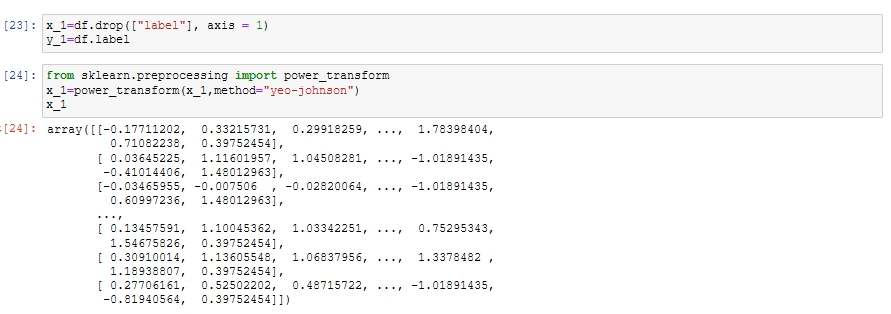 [23]: x_1=df.drop(["label"], axis = 1)
y_1=df.label
[24]: from sklearn.preprocessing import power_transform
x_1=power_transform(x_1,method="yeo-johnson")
x_1
[24]: array([[-0.17711202, 0.33215731, 0.29918259, ..., 1.78398404,
0.71082238, 0.39752454],
[ 0.03645225, 1.11601957, 1.04508281, ..., -1.01891435,
-0.41014406, 1.48012963],
[-0.03465955, -0.007506 , -0.02820064, ..., -1.01891435,
0.60997236, 1.48012963],
...,
[ 0.13457591, 1.10045362, 1.03342251, ..., 0.75295343,
1.54675826, 0.39752454],
[ 0.30910014, 1.13605548, 1.06837956, ..., 1.3378482 ,
1.18938807, 0.39752454],
[ 0.27706161, 0.52502202, 0.48715722, ..., -1.01891435,
-0.81940564, 0.39752454]])